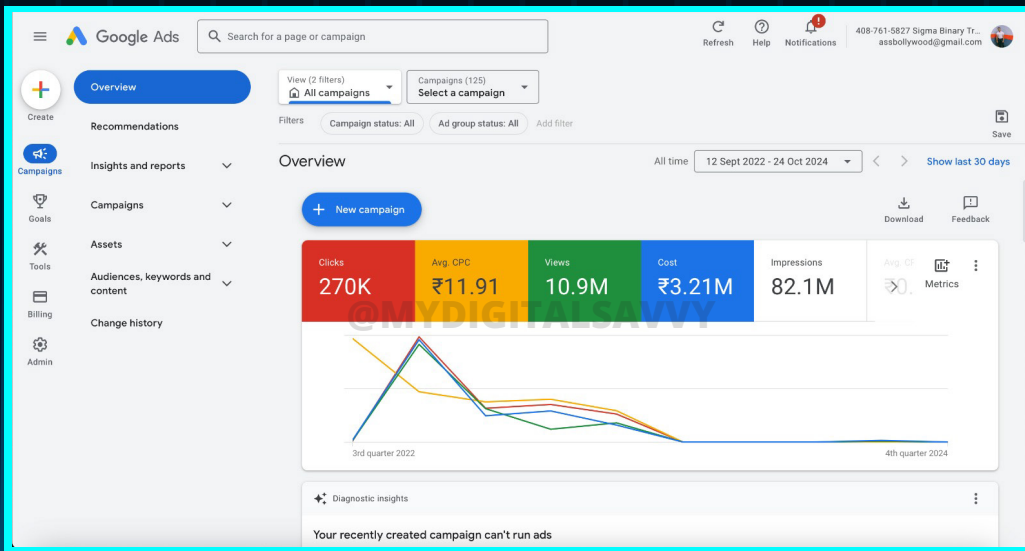 Google Ads
Search for a page or campaign
Refresh
Help
Notifications
408-761-5827 Sigma Binary Tr...
assbollywood@gmail.com
Create
Campaigns
Goals
Tools
Billing
Admin
Overview
Recommendations
Insights and reports
Campaigns
Assets
Audiences, keywords and
content
Change history
View (2 filters)
All campaigns
Campaigns (125)
Select a campaign
Filters
Campaign status: All
Ad group status: All
Add filter
Save
Overview
All time
12 Sept 2022 - 24 Oct 2024
Show last 30 days
New campaign
Download
Feedback
Clicks
270K
Avg. CPC
₹11.91
Views
10.9M
Cost
₹3.21M
Impressions
82.1M
Metrics
@MYDIGITALSAVVY
3rd quarter 2022
4th quarter 2024
Diagnostic insights
Your recently created campaign can't run ads